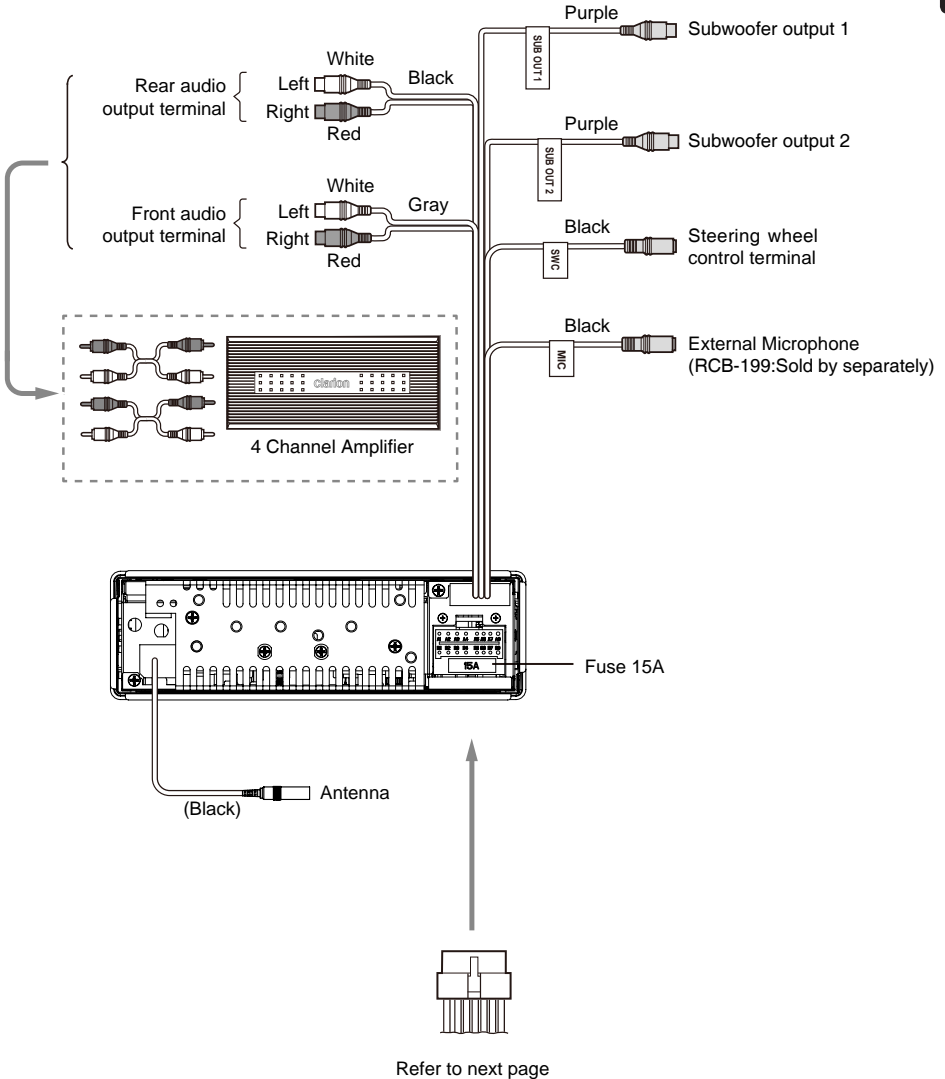 Purple
Subwoofer output 1
SUB OUT1
White
Rear audio
output terminal
Left
Right
Black
Red
Purple
Subwoofer output 2
SUB OUT 2
White
Front audio
output terminal
Left
Right
Gray
Red
Black
Steering wheel
control terminal
SWC
Black
External Microphone
(RCB-199:Sold by separately)
MIC
clarion
4 Channel Amplifier
15A
Fuse 15A
Antenna
(Black)
Refer to next page